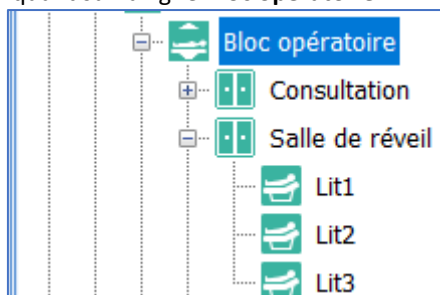 Bloc opératoire
Consultation
Salle de réveil
Lit1
Lit2
Lit3